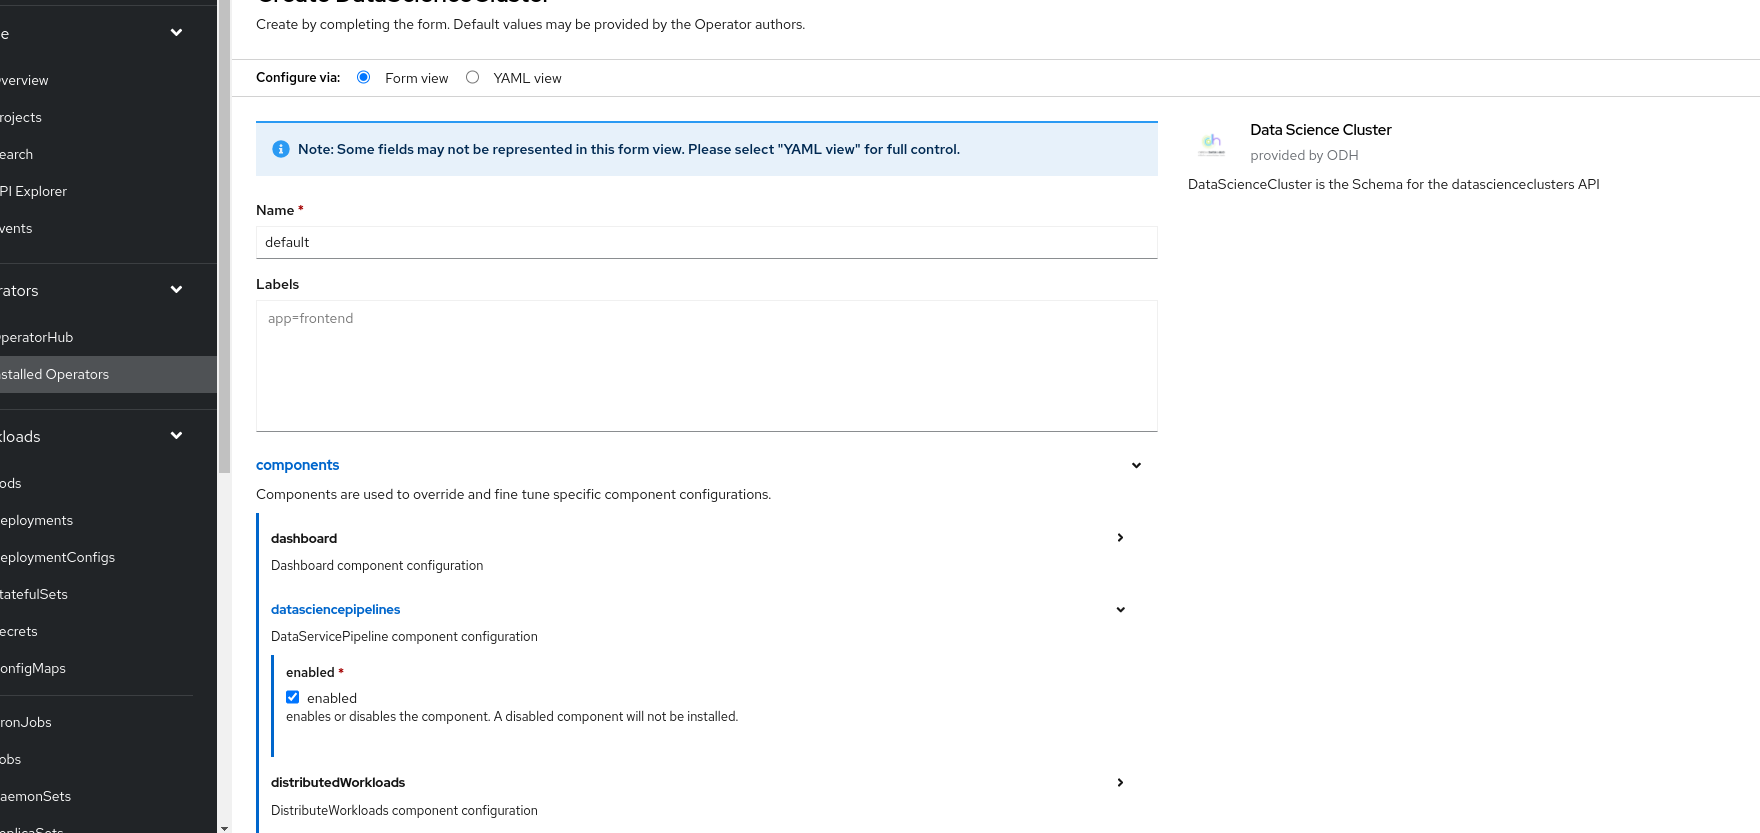 Create DataScienceCluster
Create by completing the form. Default values may be provided by the Operator authors.
Configure via:
Form view
YAML view
e
verview
rojects
earch
PI Explorer
vents
rators
peratorHub
stalled Operators
loads
ods
eployments
eploymentConfigs
tatefulSets
ecrets
onfigMaps
ronJobs
obs
aemonSets
eplicaSets
Note: Some fields may not be represented in this form view. Please select "YAML view" for full control.
Name *
default
Labels
app=frontend
components
Components are used to override and fine tune specific component configurations.
dashboard
Dashboard component configuration
datasciencepipelines
DataServicePipeline component configuration
enabled *
enabled
enables or disables the component. A disabled component will not be installed.
distributedWorkloads
DistributeWorkloads component configuration
Data Science Cluster
provided by ODH
DataScienceCluster is the Schema for the datascienceclusters API